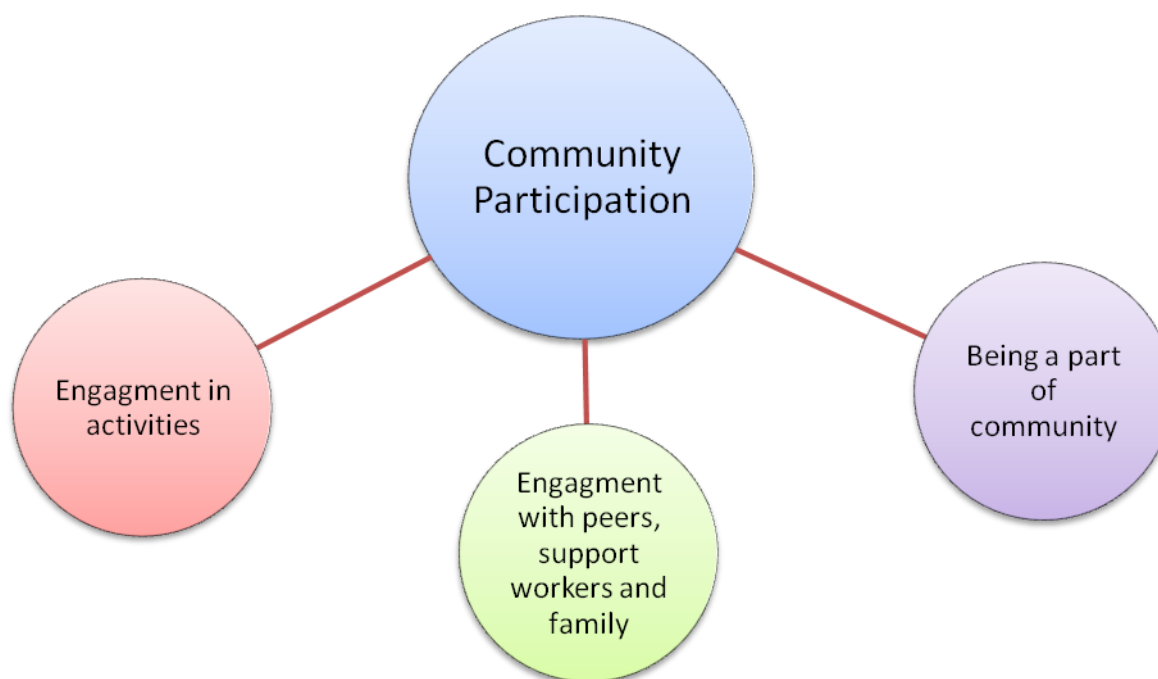 Community
Participation
Engagment in
activities
Engagment
with peers,
support
workers and
family
Being a part
of
community